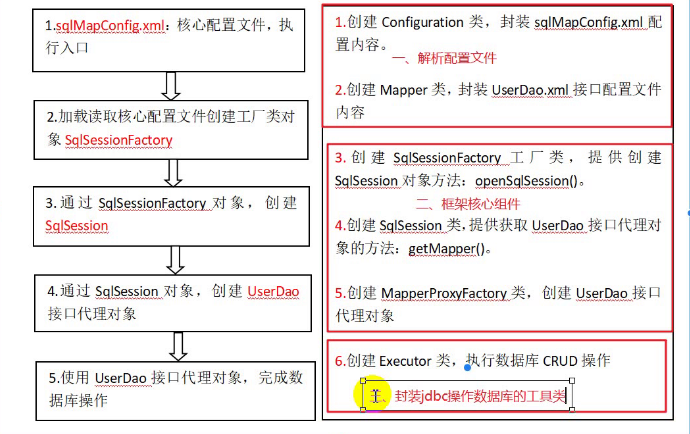 1.sqlMapConfig.xml：核心配置文件，执
行入口
2.加载读取核心配置文件创建工厂类对
象 SqlSessionFactory
3.通过 SqlSessionFactory 对象，创建
SqlSession
4.通过 SqlSession 对象，创建 UserDao
接口代理对象
5.使用 UserDao 接口代理对象，完成数
据库操作
1.创建 Configuration 类，封装 sqlMapConfig.xml 配
置内容。
一、解析配置文件
2.创建 Mapper 类，封装 UserDao.xml 接口配置文件
内容
3.创建 SqlSessionFactory 工厂类，提供创建
SqlSession 对象方法：openSqlSession()。
二、框架核心组件
4.创建 SqlSession 类，提供获取 UserDao 接口代理对
象的方法：getMapper()。
5.创建 MapperProxyFactory 类，创建 UserDao 接口
代理对象
6.创建 Executor 类，执行数据库 CRUD 操作
、封装jdbc操作数据库的工具类